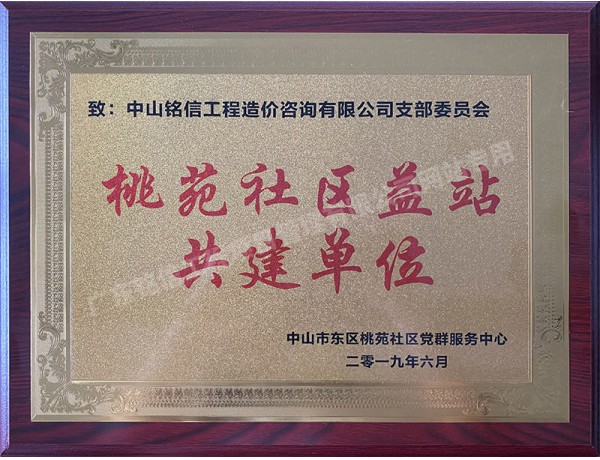 致：中山铭信工程造价咨询有限公司支部委员会
桃苑社区益站
共建单位
中山市东区桃苑社区党群服务中心
二零一九年六月